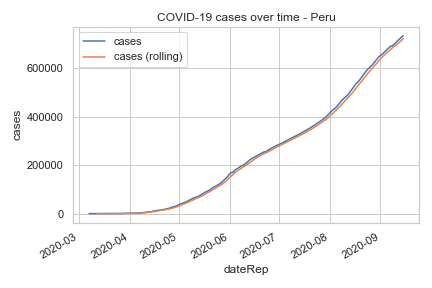 COVID-19 cases over time - Peru
cases
cases (rolling)
600000
400000
200000
0
cases
2020-03
2020-04
2020-05
2020-06
2020-07
2020-08
2020-09
dateRep